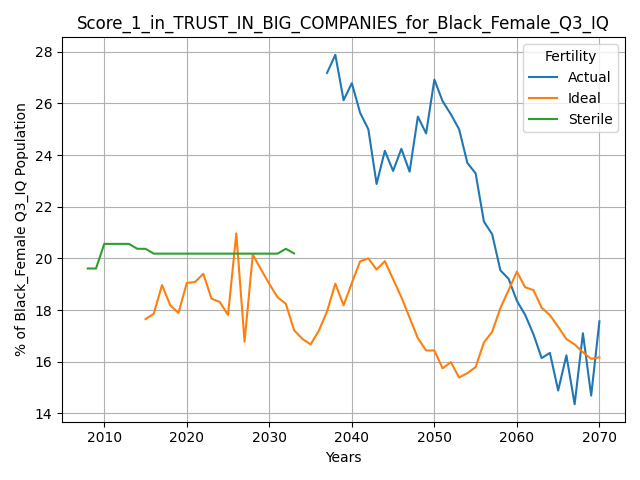 Score_1_in_TRUST_IN_BIG_COMPANIES_for_Black_Female_Q3_IQ
% of Black_Female Q3_IQ Population
28
26
24
22
20
18
16
14
Fertility
Actual
Ideal
Sterile
2010 2020 2030 2040 2050 2060 2070
Years